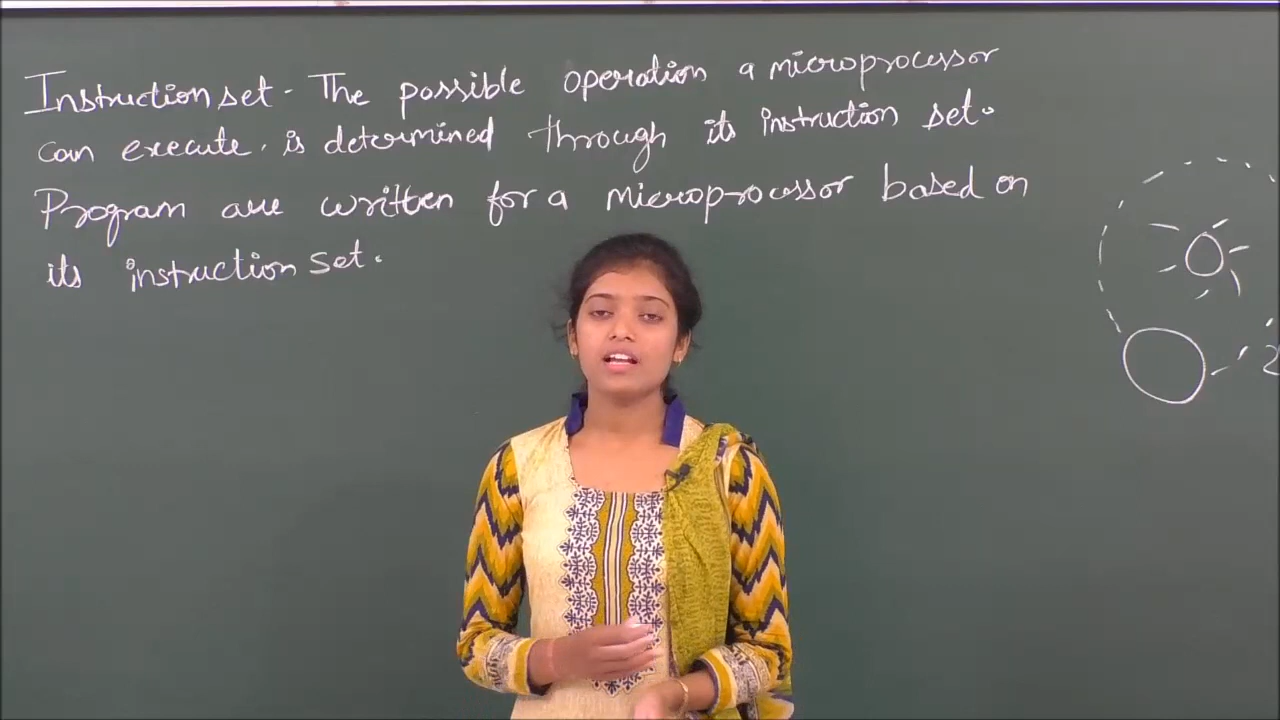 Instruction set - The possible operation a microprocessor
can execute. is determined through its instruction set.
Program are written for a microprocessor based on
its instruction set.
2